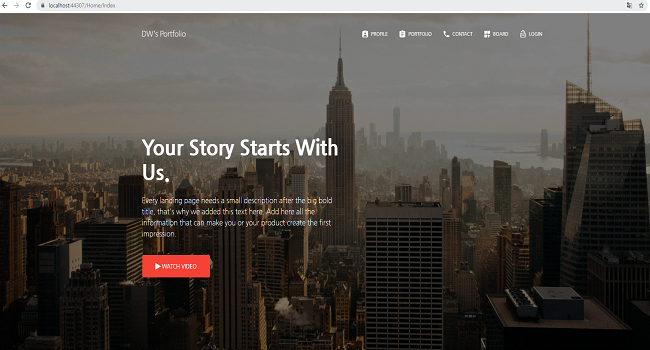 localhost:44307/Home/Index
DW's Portfolio
PROFILE
PORTFOLIO
CONTACT
BOARD
LOGIN
Your Story Starts With
Us.
Every landing page needs a small description after the big bold
title, that's why we added this text here. Add here all the
information that can make you or your product create the first
impression.
WATCH VIDEO